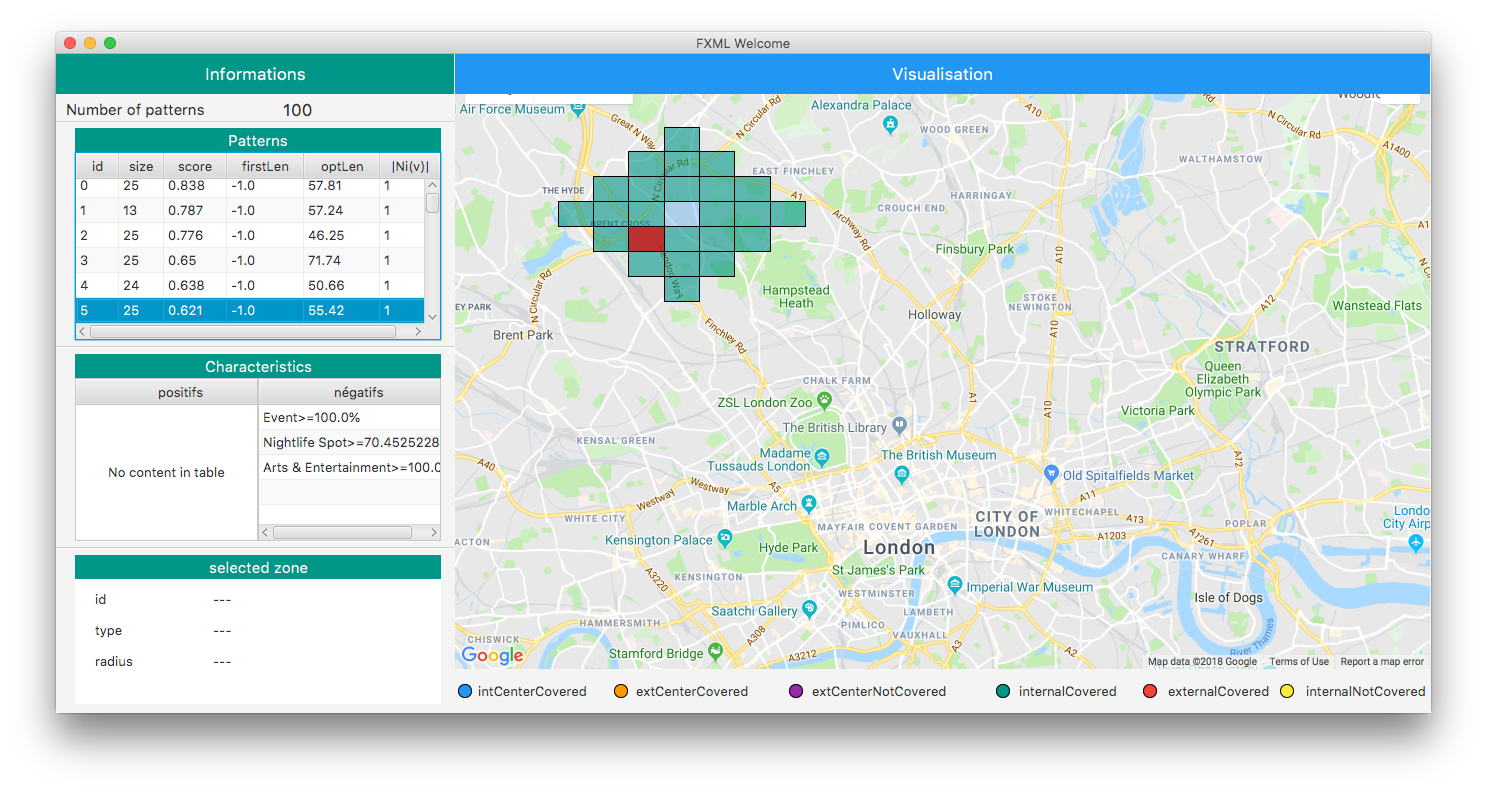 FXML Welcome
Informations
Visualisation
Number of patterns 100
Patterns
id size score firstLen optLen |Ni(v)|
0 25 0.838 -1.0 57.81 1
1 13 0.787 -1.0 57.24 1
2 25 0.776 -1.0 46.25 1
3 25 0.65 -1.0 71.74 1
4 24 0.638 -1.0 50.66 1
5 25 0.621 -1.0 55.42 1
Characteristics
positifs négatifs
No content in table
Event>=100.0%
Nightlife Spot>=70.4525228
Arts & Entertainment>=100.0
selected zone
id ---
type ---
radius ---
Air Force Museum
Great N Way
N Circular Rd
Alexandra Palace
WOOD GREEN
N Circular Rd
A1400
WALTHAMSTOW
THE HYDE
N Circular Rd
EAST FINCHLEY
A10
A1
HARRINGAY
CROUCH END
BRENT CROSS
Archway Rd
A10
Finsbury Park
N Circular Rd
EY PARK
Hampstead
Heath
STOKE
NEWINGTON
A12
Wanstead Flats
Holloway
Brent Park
Finchley Rd
A10
STRATFORD
Queen
Elizabeth
Olympic Park
CHALK FARM
ZSL London Zoo
A1
A10
Victoria Park
The British Library
KENSAL GREEN
A40
Madame
Tussauds London
The British Museum
A12
Old Spitalfields Market
Westway
Westway
A5
Marble Arch
A11
WHITE CITY
MAYFAIR
COVENT GARDEN
CITY OF
LONDON
WHITECHAPEL
A13
POPLAR
Londo
City Airp
ACTON
Kensington Palace
Hyde Park
London
A1203
A1261
CANARY WHARF
St James's Park
A3220
KENSINGTON
WESTMINSTER
Imperial War Museum
Isle of Dogs
Saatchi Gallery
LAMBETH
HAMMERSMITH
PIMLICO
VAUXHALL
CHISWICK
A308
A3
A2
River Thames
Google
Stamford Bridge
A3212
Map data ©2018 Google Terms of Use Report a map error
intCenterCovered extCenterCovered extCenterNotCovered internalCovered externalCovered internalNotCovered